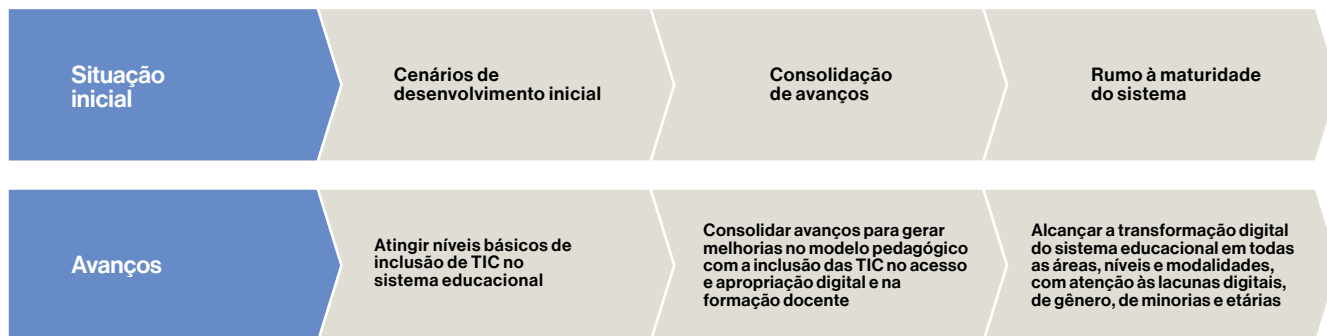 Situação
inicial
Cenários de
desenvolvimento inicial
Consolidação
de avanços
Rumo à maturidade
do sistema
Avanços
Atingir níveis básicos de
inclusão de TIC no
sistema educacional
Consolidar avanços para gerar
melhorias no modelo pedagógico
com a inclusão das TIC no acesso
e apropriação digital e na
formação docente
Alcançar a transformação digital
do sistema educacional em todas
as áreas, níveis e modalidades,
com atenção às lacunas digitais,
de gênero, de minorias e etárias